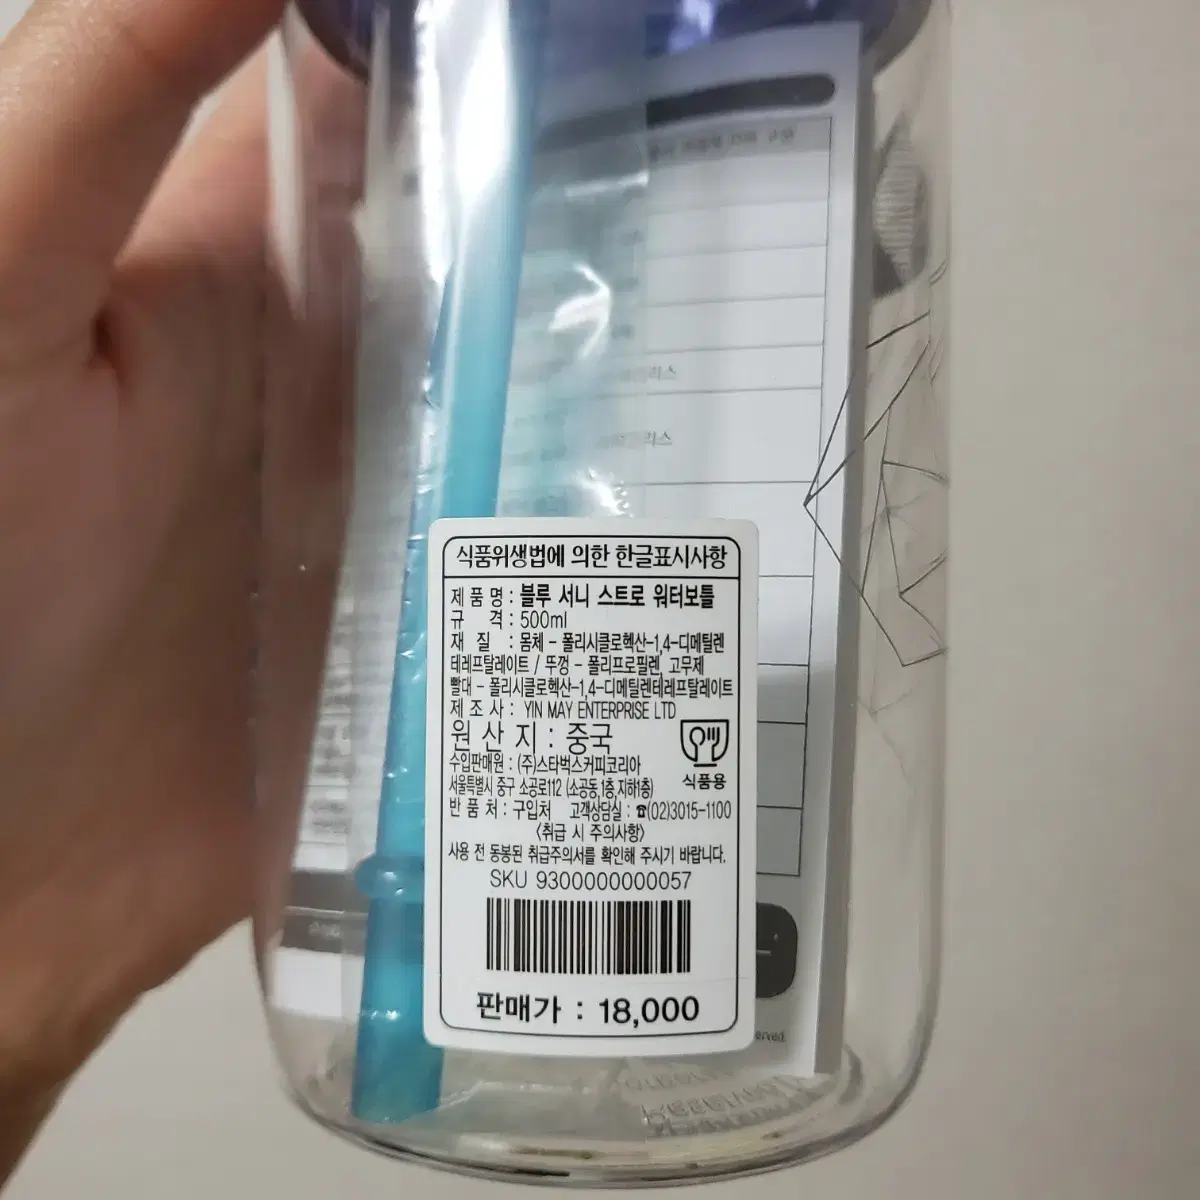 식품위생법에 의한 한글표시사항
제 품 명 : 블루 서니 스트로 워터보틀
규 격 : 500ml
재 질 : 몸체 - 폴리시클로헥산-1,4-디메틸렌
테레프탈레이트 / 뚜껑 - 폴리프로필렌, 고무제
빨대 - 폴리시클로헥산-1,4-디메틸렌테레프탈레이트
제 조 사 : YIN MAY ENTERPRISE LTD
원 산 지 : 중국
수입판매원 : (주)스타벅스커피코리아
식품용
서울특별시 중구 소공로112 (소공동,1층,지하1층)
반 품 처 : 구입처 고객상담실 : ☎(02)3015-1100
<취급 시 주의사항>
사용 전 동봉된 취급주의서를 확인해 주시기 바랍니다.
SKU 9300000000057
판매가 : 18,000